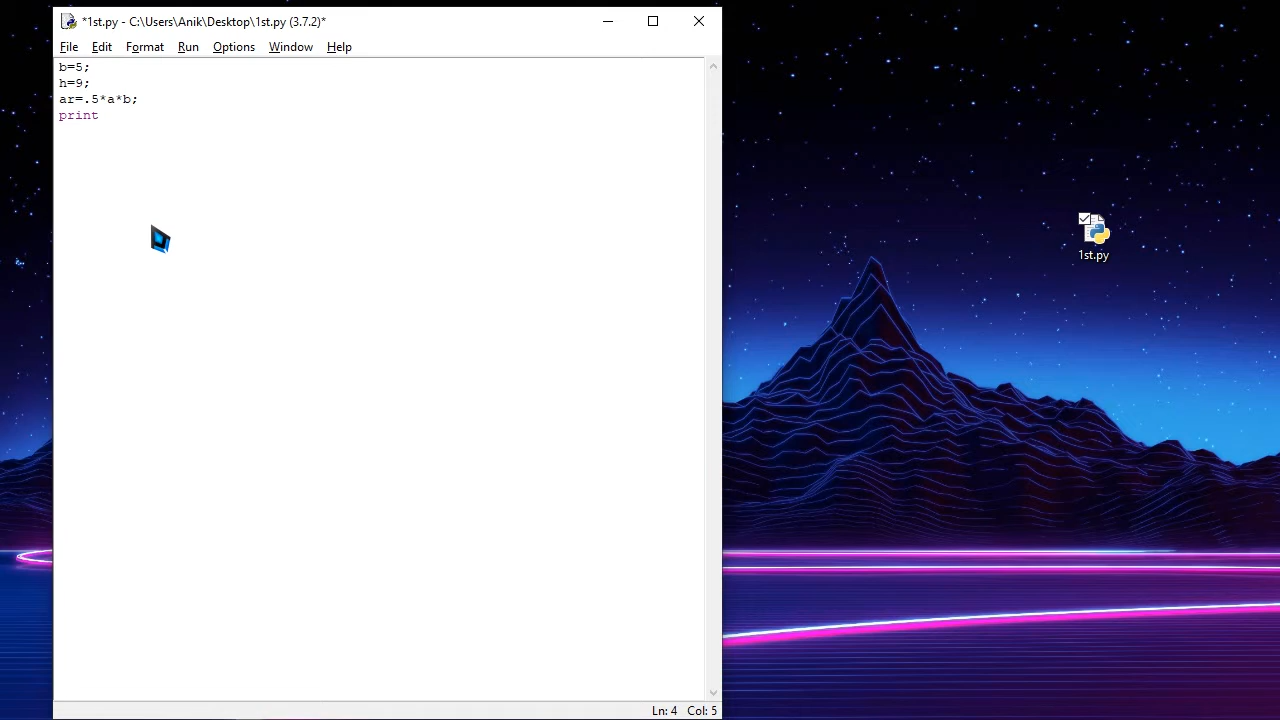 *1st.py - C:\Users\Anik\Desktop\1st.py (3.7.2)*
File Edit Format Run Options Window Help
b=5;
h=9;
ar=.5*a*b;
print
1st.py
Ln: 4 Col: 5